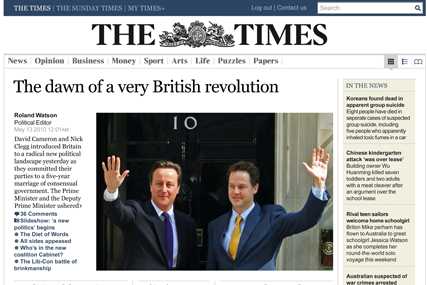 THE TIMES | THE SUNDAY TIMES | MY TIMES+
Log out | Contact us
Search
THE TIMES
News | Opinion | Business | Money | Sport | Arts | Life | Puzzles | Papers
The dawn of a very British revolution
Roland Watson
Political Editor
May 13 2010 12:01AM
David Cameron and Nick
Clegg introduced Britain
to a radical new political
landscape yesterday as
they committed their
parties to a five-year
marriage of consensual
government. The Prime
Minister and the Deputy
Prime Minister ushered›
36 Comments
Slideshow: 'a new
politics' begins
The Diet of Words
All sides appeased
Who's in the new
coalition Cabinet?
The Lib-Con battle of
brinkmanship
10
IN THE NEWS
Koreans found dead in
apparent group suicide
Eight people have died in
seperate cases of suspected
group suicide, including
five people who apparently
inhaled toxic fumes in a car
Chinese kindergarten
attack 'was over lease'
Building owner Wu
Huanming killed seven
toddlers and two adults
with a meat cleaver after
an argument over the
school lease
Rival teen sailors
welcome home schoolgirl
Briton Mike perham has
flown to Australia to greet
schoolgirl Jessica Watson
as she completes her
round-the-world solo
voyage this weekend
Australian suspected of
war crimes arrested